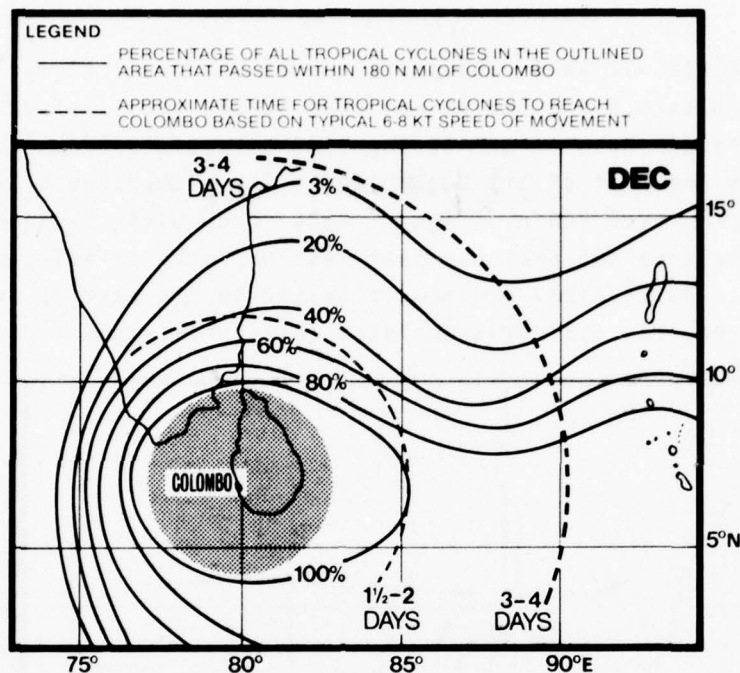 LEGEND
PERCENTAGE OF ALL TROPICAL CYCLONES IN THE OUTLINED
AREA THAT PASSED WITHIN 180 N MI OF COLOMBO
APPROXIMATE TIME FOR TROPICAL CYCLONES TO REACH
COLOMBO BASED ON TYPICAL 6-8 KT SPEED OF MOVEMENT
3-4
DAYS
3%
DEC
15°
20%
40%
60%
80%
10°
COLOMBO
5°N
100%
1½-2
DAYS
3-4
DAYS
75°
80°
85°
90°E